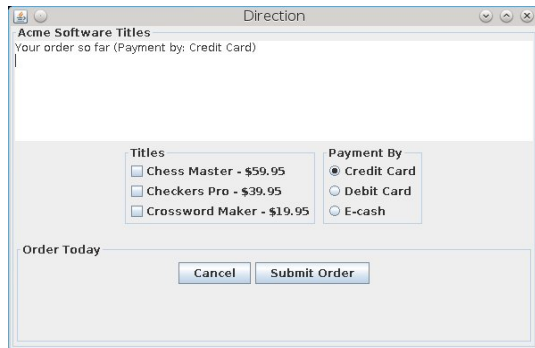 Direction
Acme Software Titles
Your order so far (Payment by: Credit Card)
Titles
Chess Master - $59.95
Checkers Pro - $39.95
Crossword Maker - $19.95
Payment By
Credit Card
Debit Card
E-cash
Order Today
Cancel Submit Order